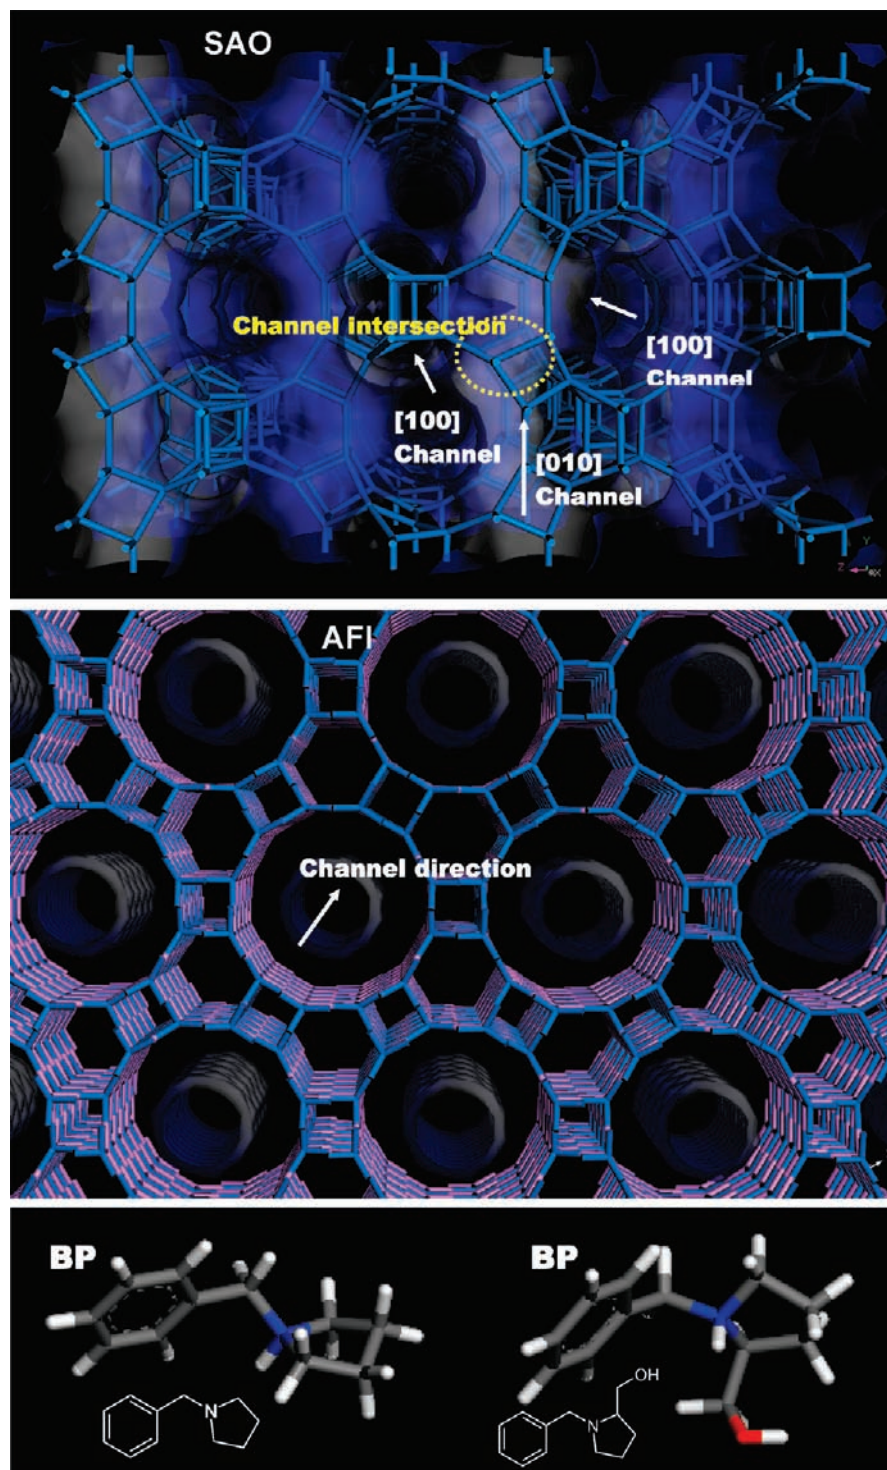 SAO
Channel intersection
[100]
Channel
[100]
Channel
[010]
Channel
Y
Z
X
AFI
Channel direction
BP
BP
OH
N
N